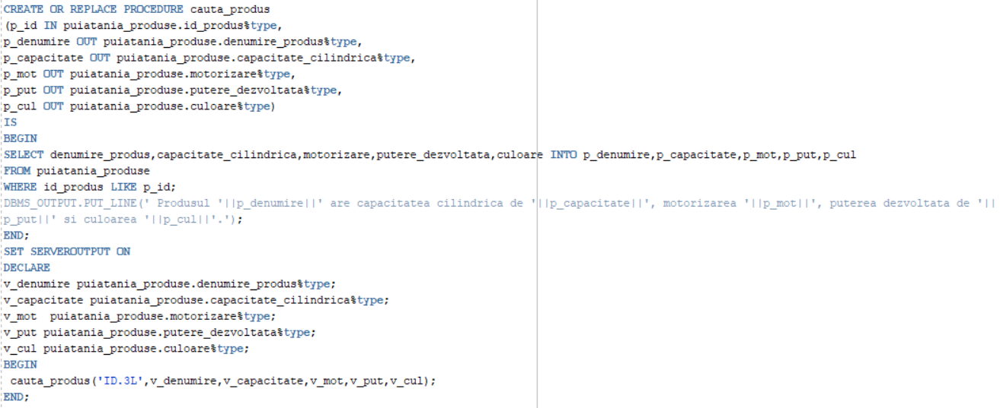 CREATE OR REPLACE PROCEDURE cauta_produs
(p_id IN puiatania_produse.id_produs%type,
p_denumire OUT puiatania_produse.denumire_produs%type,
p_capacitate OUT puiatania_produse.capacitate_cilindrica%type,
p_mot OUT puiatania_produse.motorizare%type,
p_put OUT puiatania_produse.putere_dezvoltata%type,
p_cul OUT puiatania_produse.culoare%type)
IS
BEGIN
SELECT denumire_produs,capacitate_cilindrica,motorizare,putere_dezvoltata,culoare INTO p_denumire,p_capacitate,p_mot,p_put,p_cul
FROM puiatania_produse
WHERE id_produs LIKE p_id;
DBMS_OUTPUT.PUT_LINE(' Produsul '||p_denumire||' are capacitatea cilindrica de '||p_capacitate||', motorizarea '||p_mot||', puterea dezvoltata de '||
p_put||' si culoarea '||p_cul||'.');
END;
SET SERVEROUTPUT ON
DECLARE
v_denumire puiatania_produse.denumire_produs%type;
v_capacitate puiatania_produse.capacitate_cilindrica%type;
v_mot  puiatania_produse.motorizare%type;
v_put puiatania_produse.putere_dezvoltata%type;
v_cul puiatania_produse.culoare%type;
BEGIN
 cauta_produs('ID.3L',v_denumire,v_capacitate,v_mot,v_put,v_cul);
END;